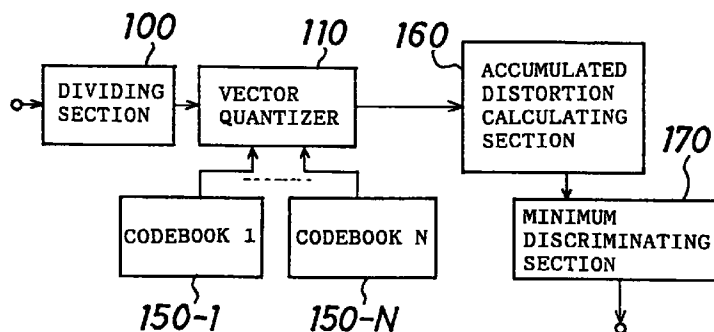 100
110
160
DIVIDING
SECTION
VECTOR
QUANTIZER
ACCUMULATED
DISTORTION
CALCULATING
SECTION
170
CODEBOOK 1
CODEBOOK N
MINIMUM
DISCRIMINATING
SECTION
150-1
150-N